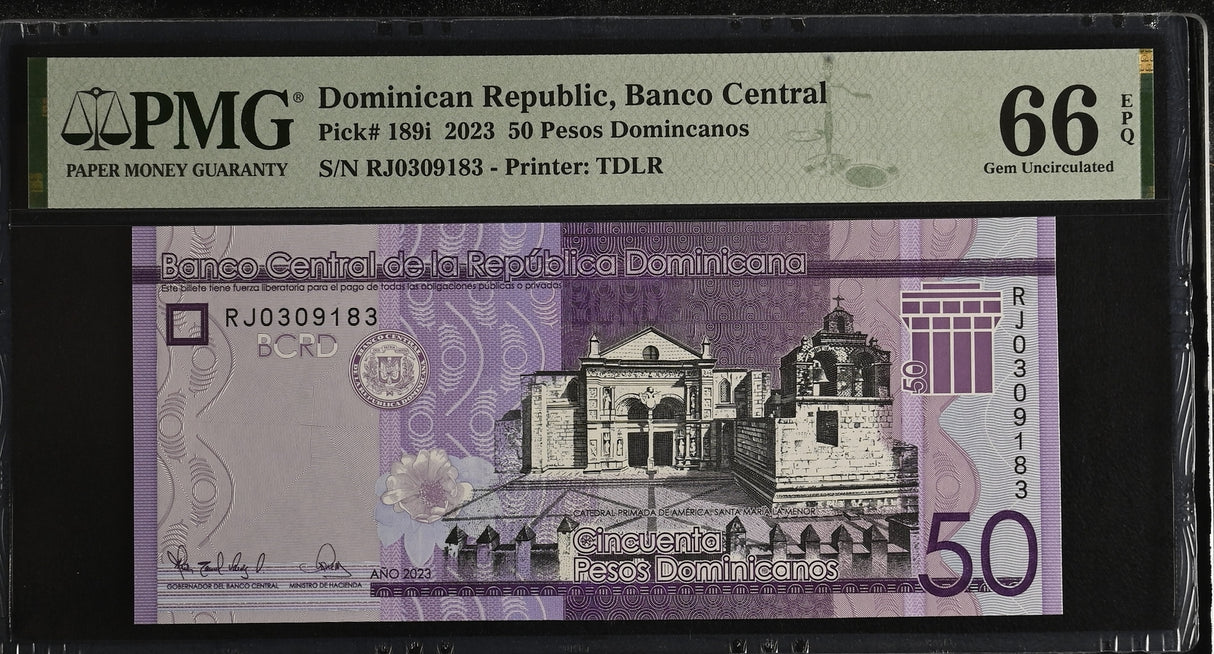 PMG®
PAPER MONEY GUARANTY
Dominican Republic, Banco Central
Pick# 189i 2023 50 Pesos Domincanos
S/N RJ0309183 - Printer: TDLR
66
EPQ
Gem Uncirculated
Banco Central de la República Dominicana
Este billete tiene fuerza liberatoria para el pago de todas las obligaciones públicas o privadas
RJ0309183
BCRD
BANCO CENTRAL
50
RJ0309183
CATEDRAL PRIMADA DE AMÉRICA, SANTA MARÍA LA MENOR
Cincuenta
Pesos Dominicanos
50
GOBERNADOR DEL BANCO CENTRAL MINISTRO DE HACIENDA
AÑO 2023